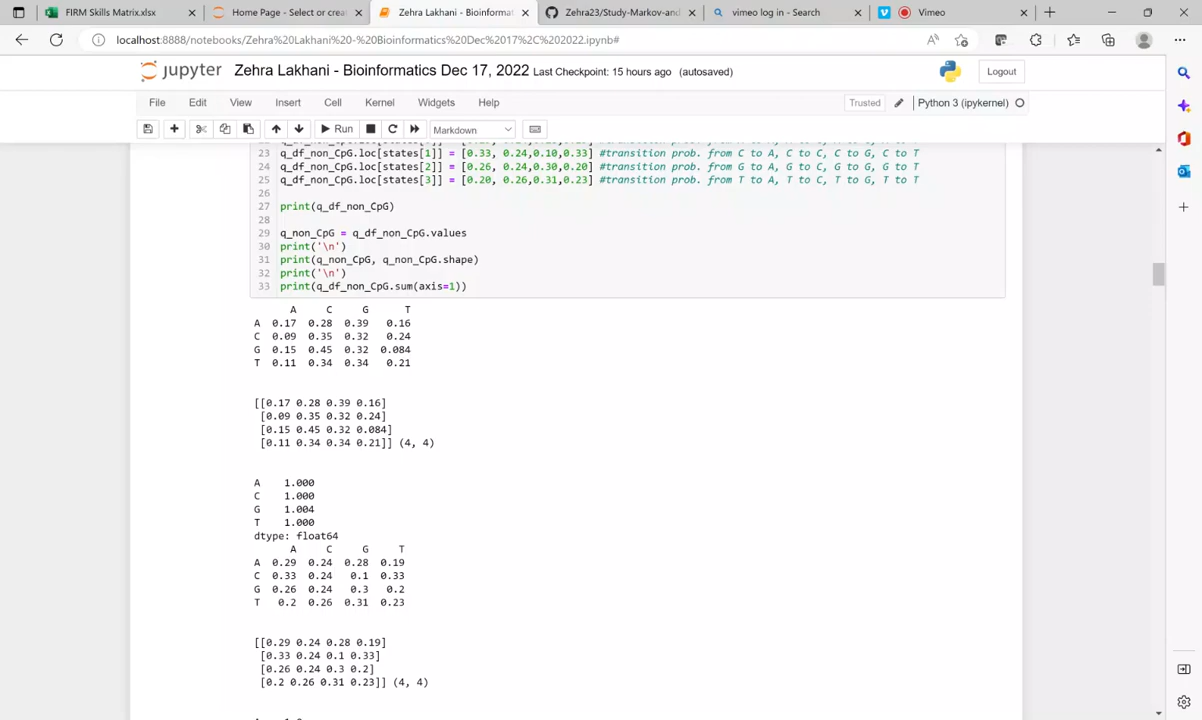 FIRM Skills Matrix.xlsx
Home Page - Select or create
Zehra Lakhani - Bioinformat
Zehra23/Study-Markov-and
vimeo log in - Search
Vimeo
localhost:8888/notebooks/Zehra%20Lakhani%20-%20Bioinformatics%20Dec%2017%2C%202022.ipynb#
jupyter Zehra Lakhani - Bioinformatics Dec 17, 2022 Last Checkpoint: 15 hours ago (autosaved)
Logout
File Edit View Insert Cell Kernel Widgets Help
Trusted
Python 3 (ipykernel)
Run
Markdown
23 q_df_non_CpG.loc[states[1]] = [0.33, 0.24,0.10,0.33] #transition prob. from C to A, C to C, C to G, C to T
24 q_df_non_CpG.loc[states[2]] = [0.26, 0.24,0.30,0.20] #transition prob. from G to A, G to C, G to G, G to T
25 q_df_non_CpG.loc[states[3]] = [0.20, 0.26,0.31,0.23] #transition prob. from T to A, T to C, T to G, T to T
26
27 print(q_df_non_CpG)
28
29 q_non_CpG = q_df_non_CpG.values
30 print('\n')
31 print(q_non_CpG, q_non_CpG.shape)
32 print('\n')
33 print(q_df_non_CpG.sum(axis=1))
A C G T
A 0.17 0.28 0.39 0.16
C 0.09 0.35 0.32 0.24
G 0.15 0.45 0.32 0.084
T 0.11 0.34 0.34 0.21
[[0.17 0.28 0.39 0.16]
[0.09 0.35 0.32 0.24]
[0.15 0.45 0.32 0.084]
[0.11 0.34 0.34 0.21]] (4, 4)
A 1.000
C 1.000
G 1.004
T 1.000
dtype: float64
A C G T
A 0.29 0.24 0.28 0.19
C 0.33 0.24 0.1 0.33
G 0.26 0.24 0.3 0.2
T 0.2 0.26 0.31 0.23
[[0.29 0.24 0.28 0.19]
[0.33 0.24 0.1 0.33]
[0.26 0.24 0.3 0.2]
[0.2 0.26 0.31 0.23]] (4, 4)